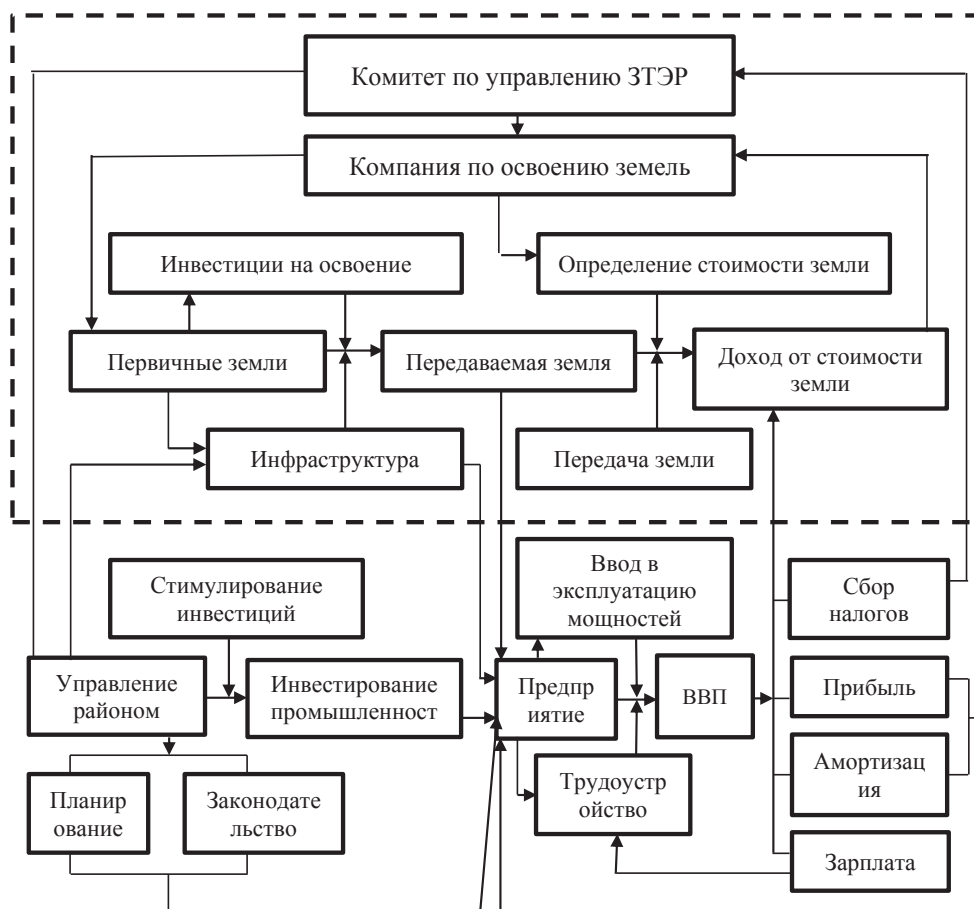 Комитет по управлению ЗТЭР
Компания по освоению земель
Инвестиции на освоение
Определение стоимости земли
Первичные земли
Передаваемая земля
Доход от стоимости
земли
Инфраструктура
Передача земли
Стимулирование
инвестиций
Ввод в
эксплуатацию
мощностей
Сбор
налогов
Управление
районом
Инвестирование
промышленност
Предпр
иятие
ВВП
Прибыль
Планир
ование
Законодате
льство
Трудоустр
ойство
Амортизац
ия
Зарплата